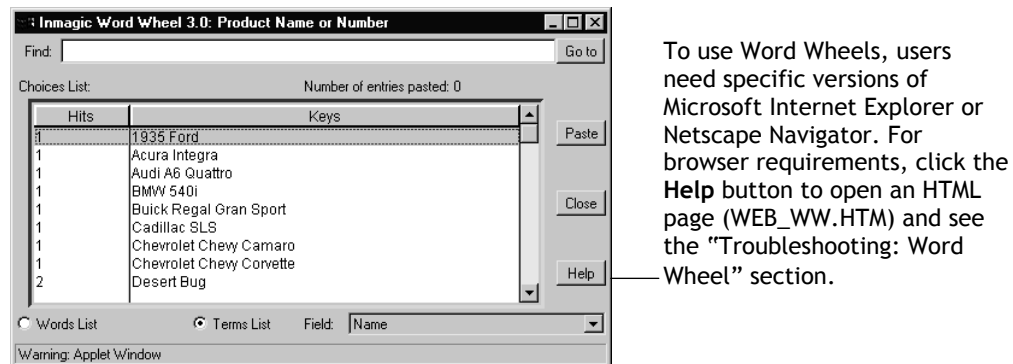 Inmagic Word Wheel 3.0: Product Name or Number
Find:
Go to
Choices List:
Number of entries pasted: 0
Hits Keys
1 1935 Ford
1 Acura Integra
1 Audi A6 Quattro
1 BMW 540i
1 Buick Regal Gran Sport
1 Cadillac SLS
1 Chevrolet Chevy Camaro
1 Chevrolet Chevy Corvette
2 Desert Bug
Paste
Close
Help
Words List Terms List Field: Name
Warning: Applet Window
To use Word Wheels, users
need specific versions of
Microsoft Internet Explorer or
Netscape Navigator. For
browser requirements, click the
Help button to open an HTML
page (WEB_WW.HTM) and see
the “Troubleshooting: Word
Wheel” section.